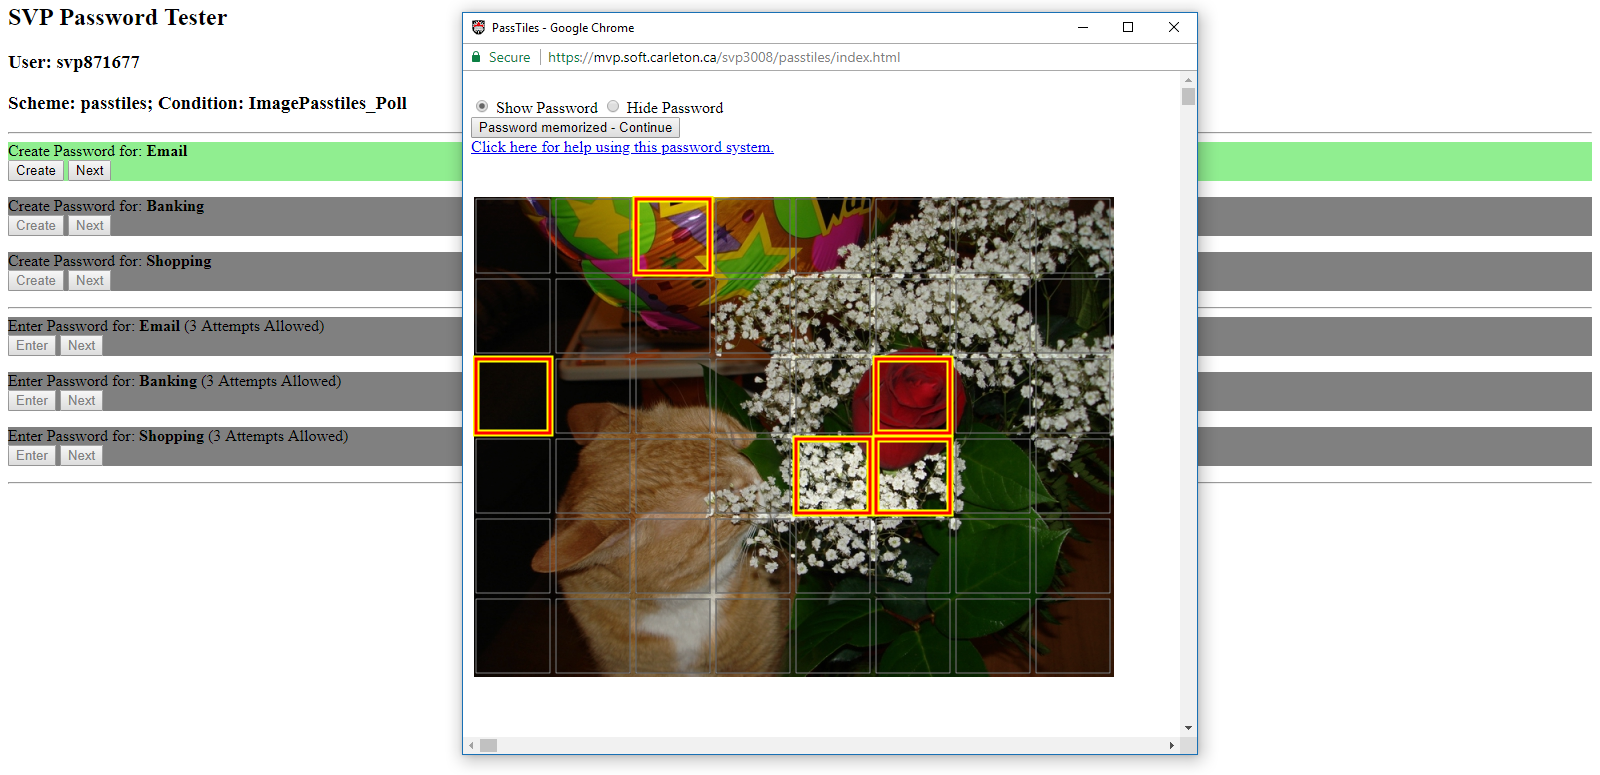 SVP Password Tester
User: svp871677
Scheme: passtiles; Condition: ImagePasstiles_Poll
Create Password for: Email
Create Next
Create Password for: Banking
Create Next
Create Password for: Shopping
Create Next
Enter Password for: Email (3 Attempts Allowed)
Enter Next
Enter Password for: Banking (3 Attempts Allowed)
Enter Next
Enter Password for: Shopping (3 Attempts Allowed)
Enter Next
PassTiles - Google Chrome
Secure https://mvp.soft.carleton.ca/svp3008/passtiles/index.html
Show Password Hide Password
Password memorized - Continue
Click here for help using this password system.